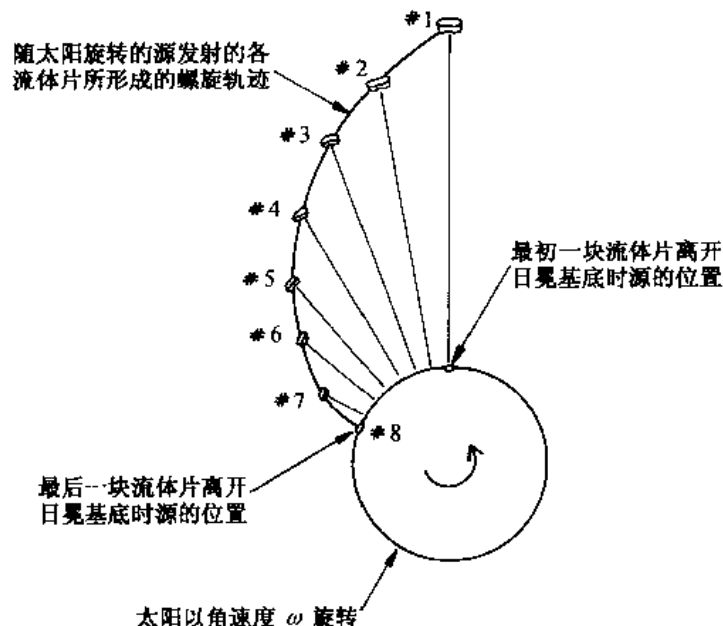 #1
随太阳旋转的源发射的各
流体片所形成的螺旋轨迹
#2
#3
#4
最初一块流体片离开
日冕基底时源的位置
#5
#6
#7
#8
最后一块流体片离开
日冕基底时源的位置
太阳以角速度 ω 旋转